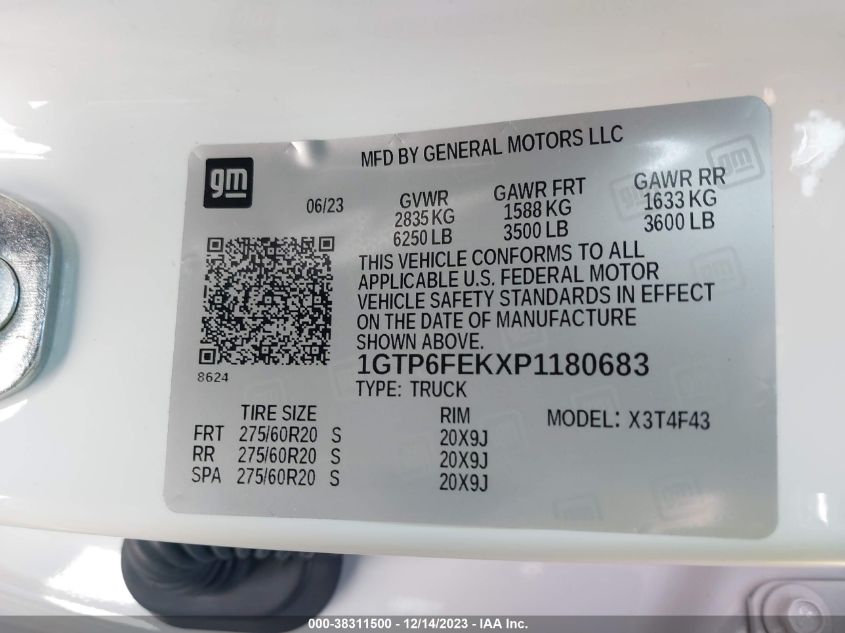 MFD BY GENERAL MOTORS LLC
gm
06/23
GVWR GAWR FRT GAWR RR
2835 KG 1588 KG 1633 KG
6250 LB 3500 LB 3600 LB
THIS VEHICLE CONFORMS TO ALL
APPLICABLE U.S. FEDERAL MOTOR
VEHICLE SAFETY STANDARDS IN EFFECT
ON THE DATE OF MANUFACTURE
SHOWN ABOVE.
8624
1GTP6FEKXP1180683
TYPE: TRUCK
TIRE SIZE RIM MODEL: X3T4F43
FRT 275/60R20 S 20X9J
RR 275/60R20 S 20X9J
SPA 275/60R20 S 20X9J
000-38311500 - 12/14/2023 - IAA Inc.